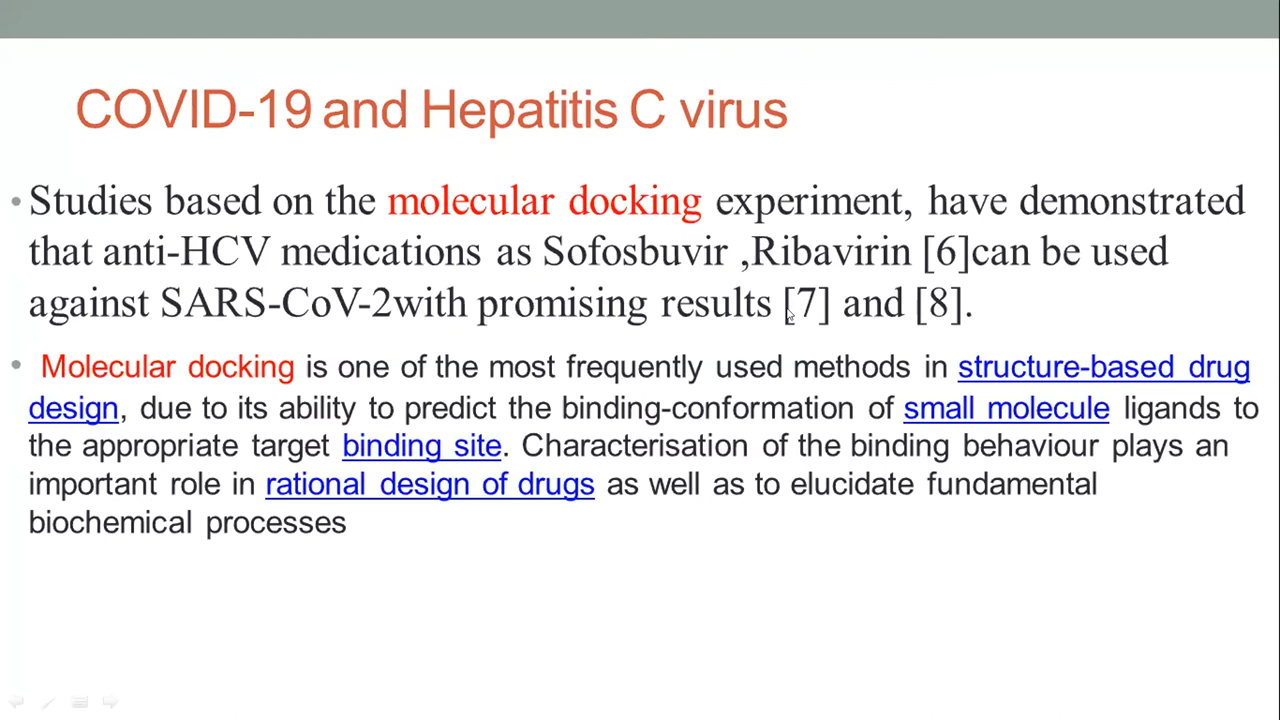 COVID-19 and Hepatitis C virus
• Studies based on the molecular docking experiment, have demonstrated
that anti-HCV medications as Sofosbuvir ,Ribavirin [6]can be used
against SARS-CoV-2with promising results [7] and [8].
• Molecular docking is one of the most frequently used methods in structure-based drug
design, due to its ability to predict the binding-conformation of small molecule ligands to
the appropriate target binding site. Characterisation of the binding behaviour plays an
important role in rational design of drugs as well as to elucidate fundamental
biochemical processes